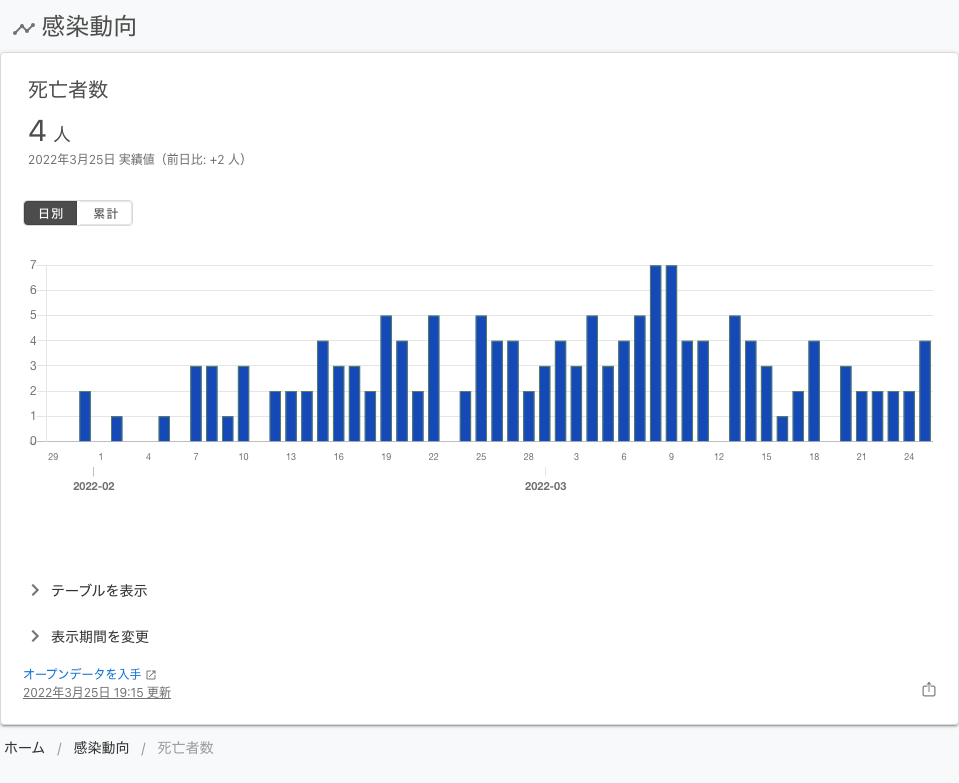 感染動向
死亡者数
4 人
2022年3月25日 実績値（前日比: +2 人）
日別 累計
7
6
5
4
3
2
1
0
29 1 4 7 10 13 16 19 22 25 28 3 6 9 12 15 18 21 24
2022-02 2022-03
テーブルを表示
表示期間を変更
オープンデータを入手
2022年3月25日 19:15 更新
ホーム / 感染動向 / 死亡者数